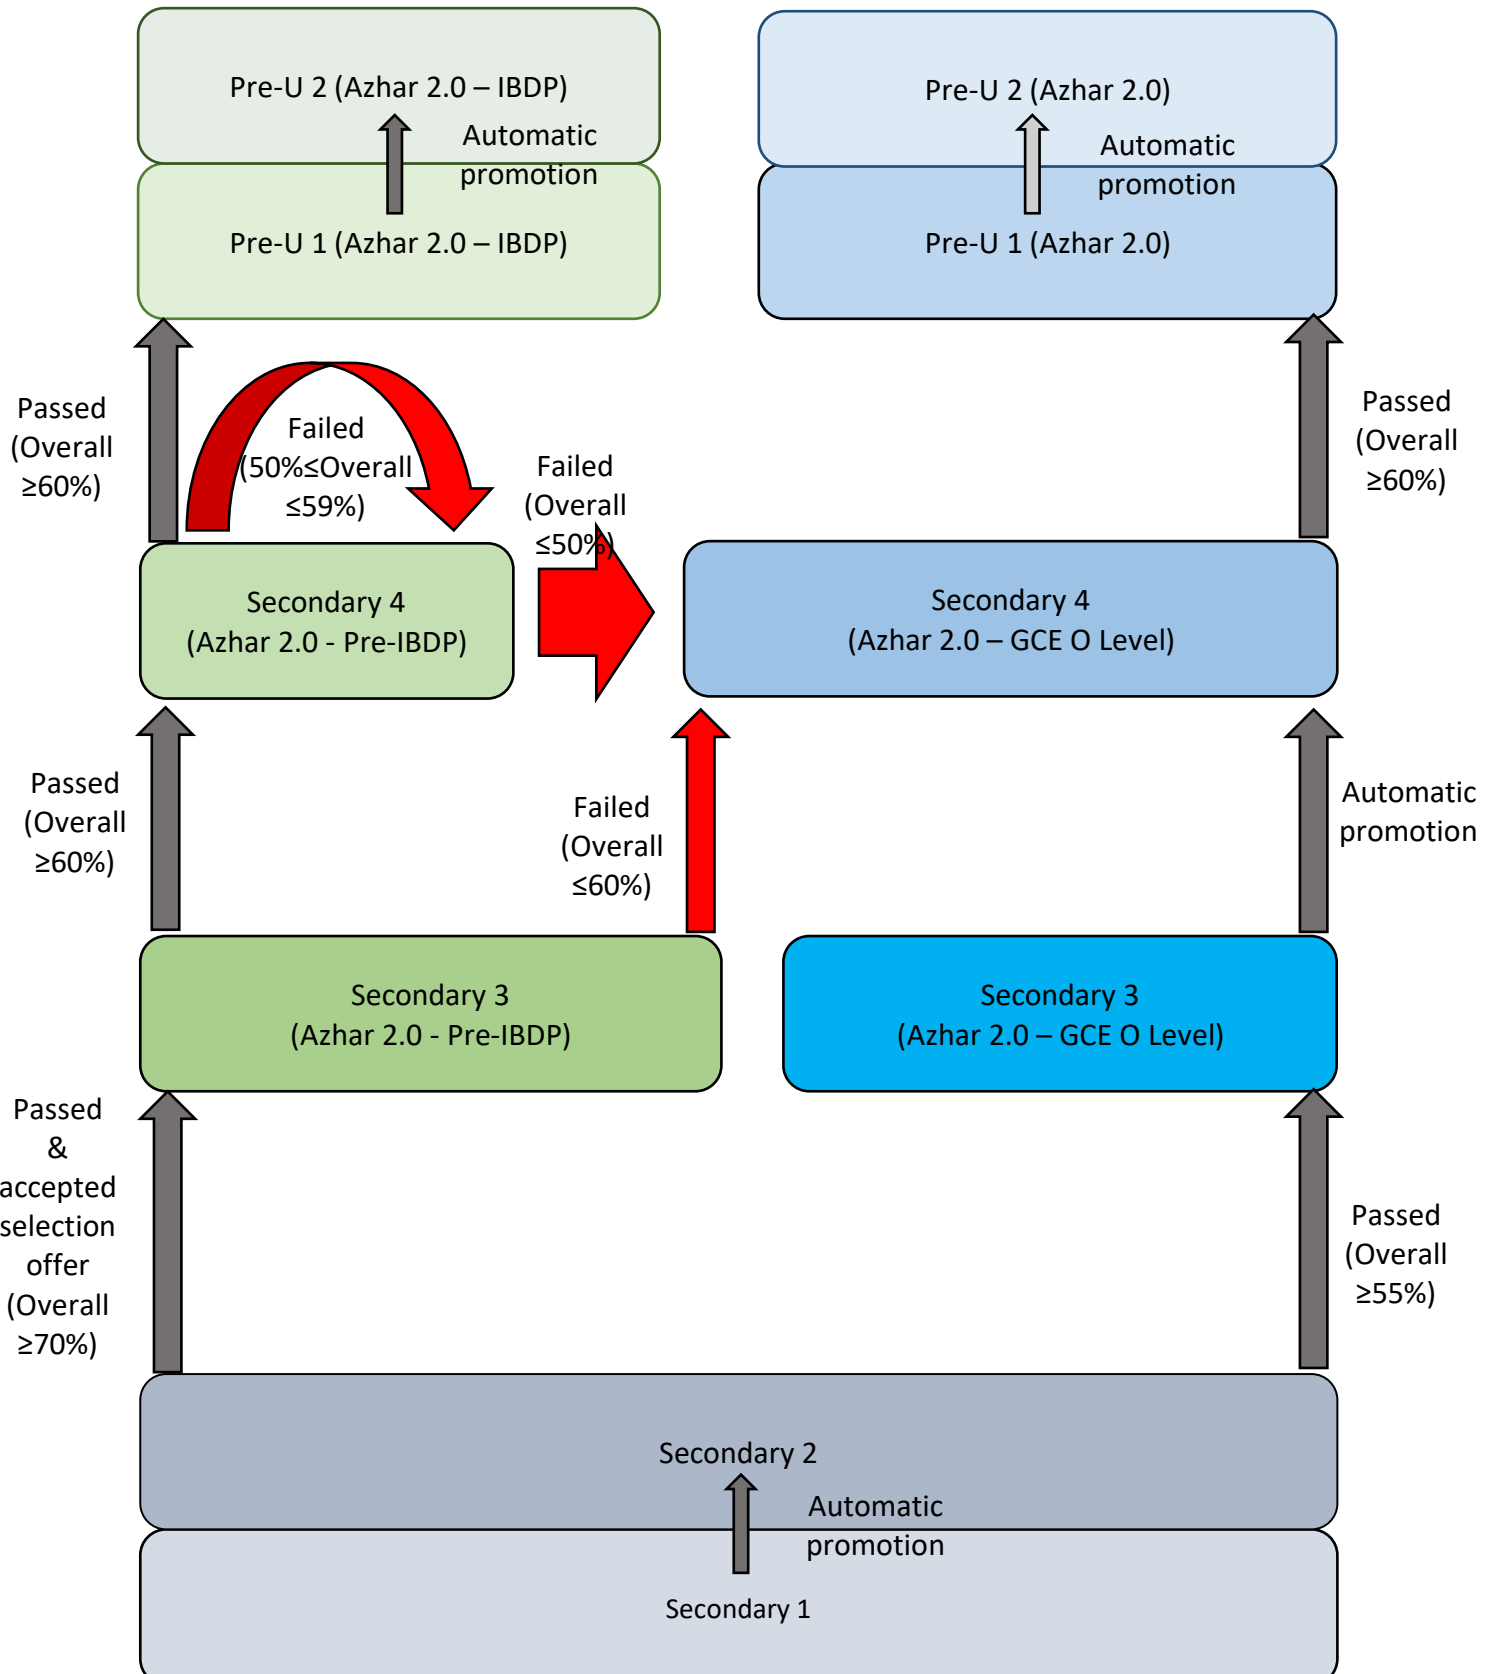 Pre-U 2 (Azhar 2.0 – IBDP)
Automatic
promotion
Pre-U 1 (Azhar 2.0 – IBDP)
Pre-U 2 (Azhar 2.0)
Automatic
promotion
Pre-U 1 (Azhar 2.0)
Passed
(Overall
≥60%)
Failed
(50%≤Overall
≤59%)
Failed
(Overall
≤50%)
Passed
(Overall
≥60%)
Secondary 4
(Azhar 2.0 - Pre-IBDP)
Secondary 4
(Azhar 2.0 – GCE O Level)
Passed
(Overall
≥60%)
Failed
(Overall
≤60%)
Automatic
promotion
Secondary 3
(Azhar 2.0 - Pre-IBDP)
Secondary 3
(Azhar 2.0 – GCE O Level)
Passed
&
accepted
selection
offer
(Overall
≥70%)
Passed
(Overall
≥55%)
Secondary 2
Automatic
promotion
Secondary 1